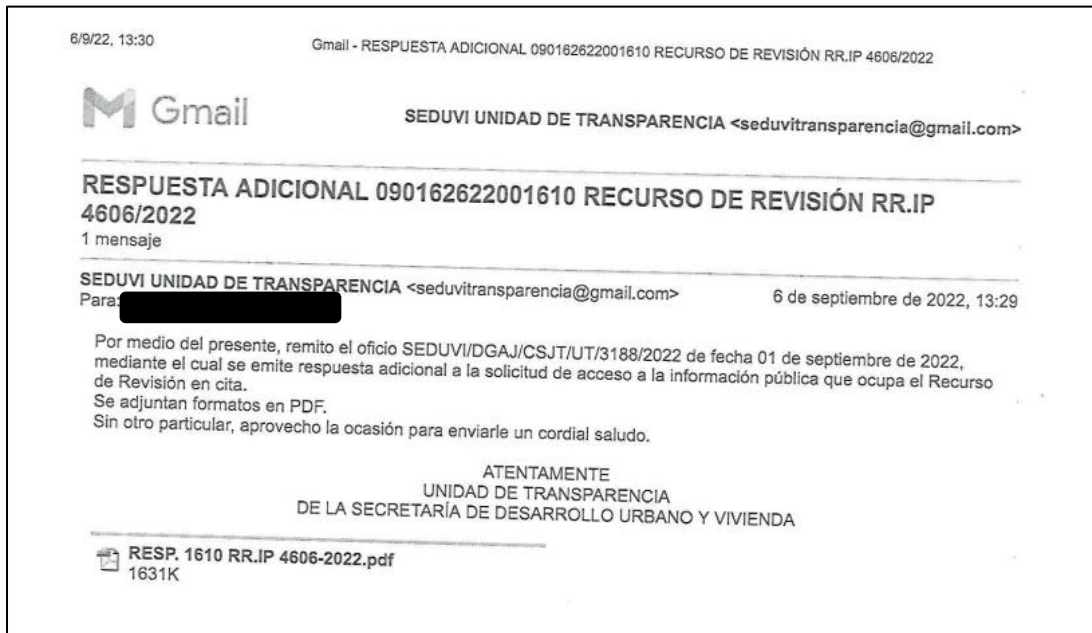 6/9/22, 13:30
Gmail - RESPUESTA ADICIONAL 090162622001610 RECURSO DE REVISIÓN RR.IP 4606/2022
Gmail
SEDUVI UNIDAD DE TRANSPARENCIA <seduvitransparencia@gmail.com>
RESPUESTA ADICIONAL 090162622001610 RECURSO DE REVISIÓN RR.IP
4606/2022
1 mensaje
SEDUVI UNIDAD DE TRANSPARENCIA <seduvitransparencia@gmail.com>
6 de septiembre de 2022, 13:29
Para:
Por medio del presente, remito el oficio SEDUVI/DGAJ/CSJT/UT/3188/2022 de fecha 01 de septiembre de 2022,
mediante el cual se emite respuesta adicional a la solicitud de acceso a la información pública que ocupa el Recurso
de Revisión en cita.
Se adjuntan formatos en PDF.
Sin otro particular, aprovecho la ocasión para enviarle un cordial saludo.
ATENTAMENTE
UNIDAD DE TRANSPARENCIA
DE LA SECRETARÍA DE DESARROLLO URBANO Y VIVIENDA
RESP. 1610 RR.IP 4606-2022.pdf
1631K